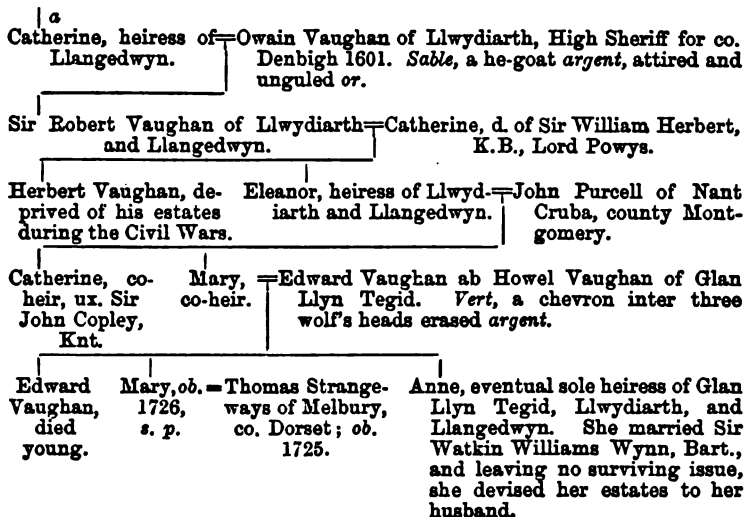 a
Catherine, heiress of=Owain Vaughan of Llwydiarth, High Sheriff for co.
Llangedwyn. Denbigh 1601. Sable, a he-goat argent, attired and
unguled or.
Sir Robert Vaughan of Llwydiarth=Catherine, d. of Sir William Herbert,
and Llangedwyn. K.B., Lord Powys.
Herbert Vaughan, de- Eleanor, heiress of Llwyd-=John Purcell of Nant
prived of his estates iarth and Llangedwyn. Cruba, county Mont-
during the Civil Wars. gomery.
Catherine, co- Mary, =Edward Vaughan ab Howel Vaughan of Glan
heir, ux. Sir co-heir. Llyn Tegid. Vert, a chevron inter three
John Copley, wolf's heads erased argent.
Knt.
Edward Mary, ob.=Thomas Strange- Anne, eventual sole heiress of Glan
Vaughan, 1726, ways of Melbury, Llyn Tegid, Llwydiarth, and
died s. p. co. Dorset; ob. Llangedwyn. She married Sir
young. 1725. Watkin Williams Wynn, Bart.,
and leaving no surviving issue,
she devised her estates to her
husband.